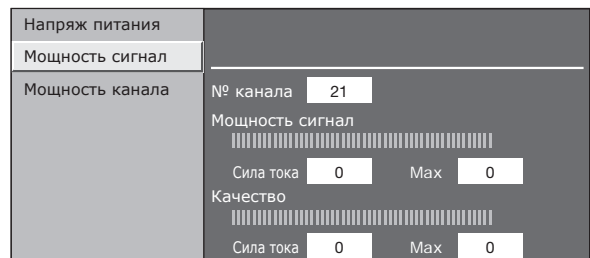 Напряж питания
Мощность сигнал
Мощность канала
№ канала 21
Мощность сигнал
Сила тока 0 Max 0
Качество
Сила тока 0 Max 0